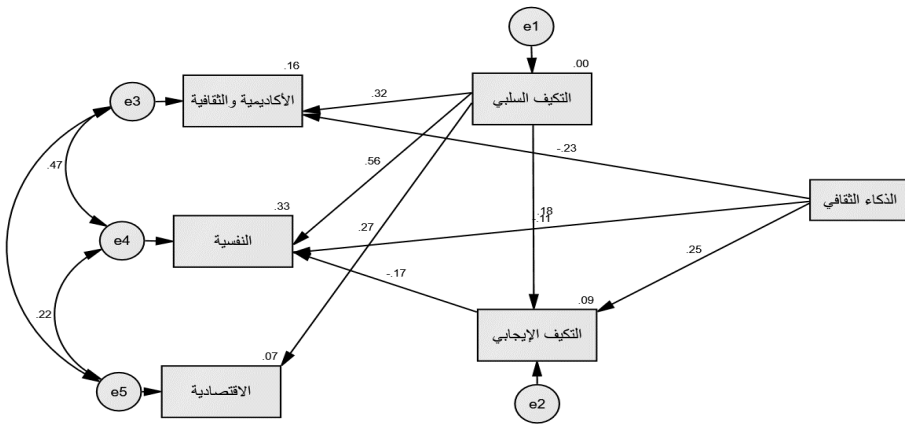 e1
.00
التكيف السلبي
.16
الأكاديمية والثقافية
e3
.32
-.23
.47
.56
الذكاء الثقافي
.33
النفسية
e4
.27
.18
-.11
.25
-.17
.22
.09
التكيف الإيجابي
.07
الاقتصادية
e5
e2